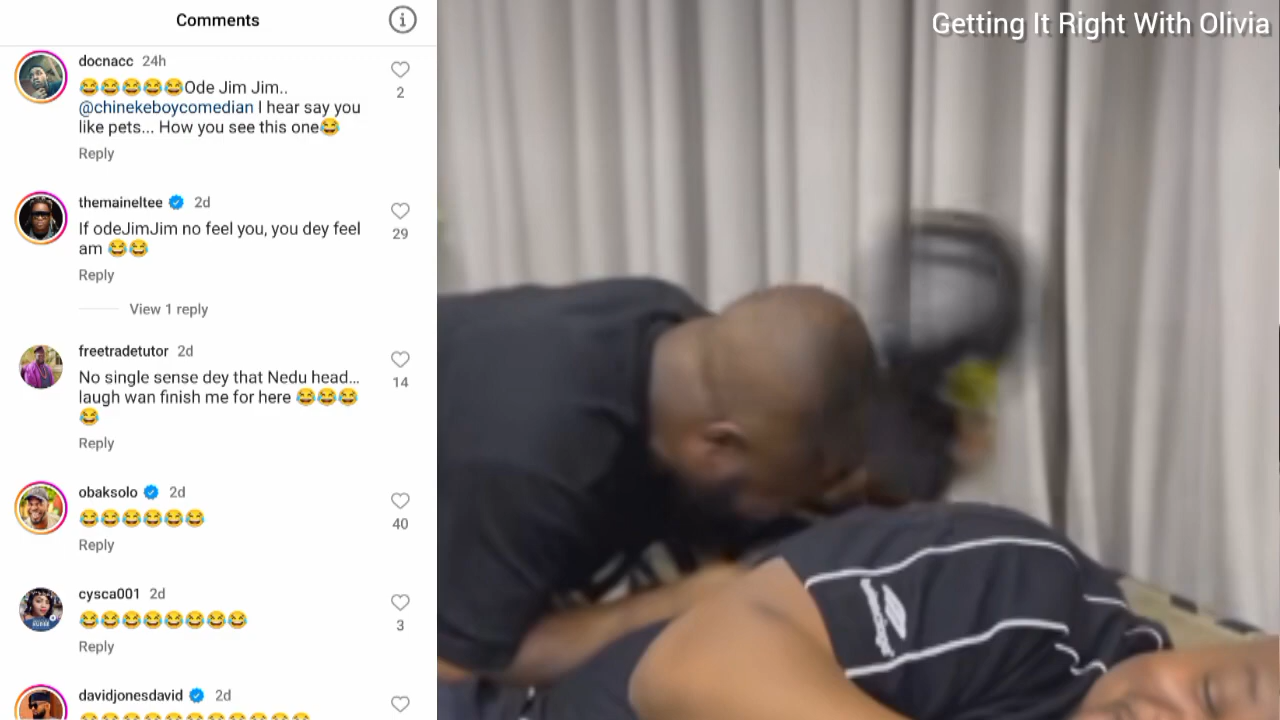 Comments
Getting It Right With Olivia
docnacc 24h
😂😂😂😂😂Ode Jim Jim..
@chinekeboycomedian I hear say you
like pets... How you see this one😂
2
Reply
themaineltee 2d
If odeJimJim no feel you, you dey feel
am 😂😂
29
Reply
View 1 reply
freetradetutor 2d
No single sense dey that Nedu head...
laugh wan finish me for here 😂😂😂
😂
14
Reply
obaksolo 2d
😂😂😂😂😂😂
40
Reply
cysca001 2d
😂😂😂😂😂😂😂😂
3
Reply
davidjonesdavid 2d
😂😂😂😂😂😂😂😂😂😂😂